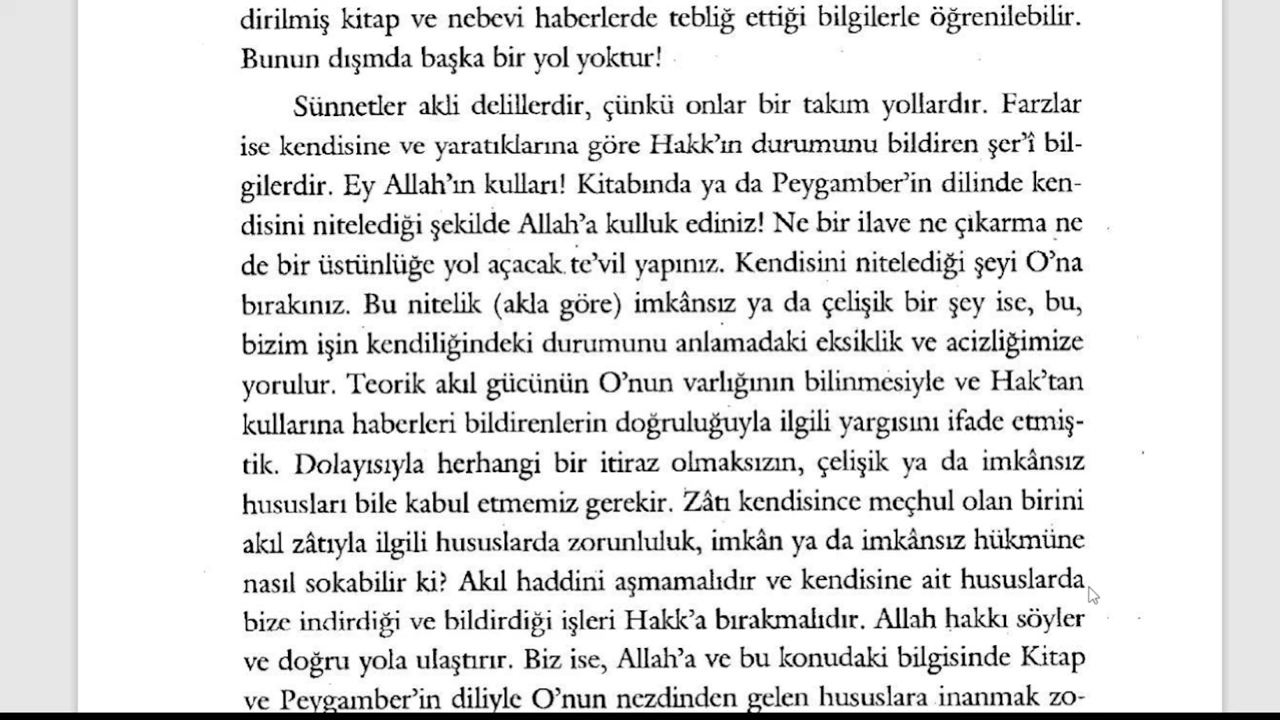 dirilmiş kitap ve nebevi haberlerde tebliğ ettiği bilgilerle öğrenilebilir.
Bunun dışında başka bir yol yoktur!
Sünnetler akli delillerdir, çünkü onlar bir takım yollardır. Farzlar
ise kendisine ve yaratıklarına göre Hakk'ın durumunu bildiren şer'î bil-
gilerdir. Ey Allah'ın kulları! Kitabında ya da Peygamber'in dilinde ken-
disini nitelediği şekilde Allah'a kulluk ediniz! Ne bir ilave ne çıkarma ne
de bir üstünlüğe yol açacak te'vil yapınız. Kendisini nitelediği şeyi O'na
bırakınız. Bu nitelik (akla göre) imkânsız ya da çelişik bir şey ise, bu,
bizim işin kendiliğindeki durumunu anlamadaki eksiklik ve acizliğimize
yorulur. Teorik akıl gücünün O'nun varlığının bilinmesiyle ve Hak'tan
kullarına haberleri bildirenlerin doğruluğuyla ilgili yargısını ifade etmiş-
tik. Dolayısıyla herhangi bir itiraz olmaksızın, çelişik ya da imkânsız
hususları bile kabul etmemiz gerekir. Zâtı kendisince meçhul olan birini
akıl zâtıyla ilgili hususlarda zorunluluk, imkân ya da imkânsız hükmüne
nasıl sokabilir ki? Akıl haddini aşmamalıdır ve kendisine ait hususlarda
bize indirdiği ve bildirdiği işleri Hakk'a bırakmalıdır. Allah hakkı söyler
ve doğru yola ulaştırır. Biz ise, Allah'a ve bu konudaki bilgisinde Kitap
ve Peygamber'in diliyle O'nun nezdinden gelen hususlara inanmak zo-